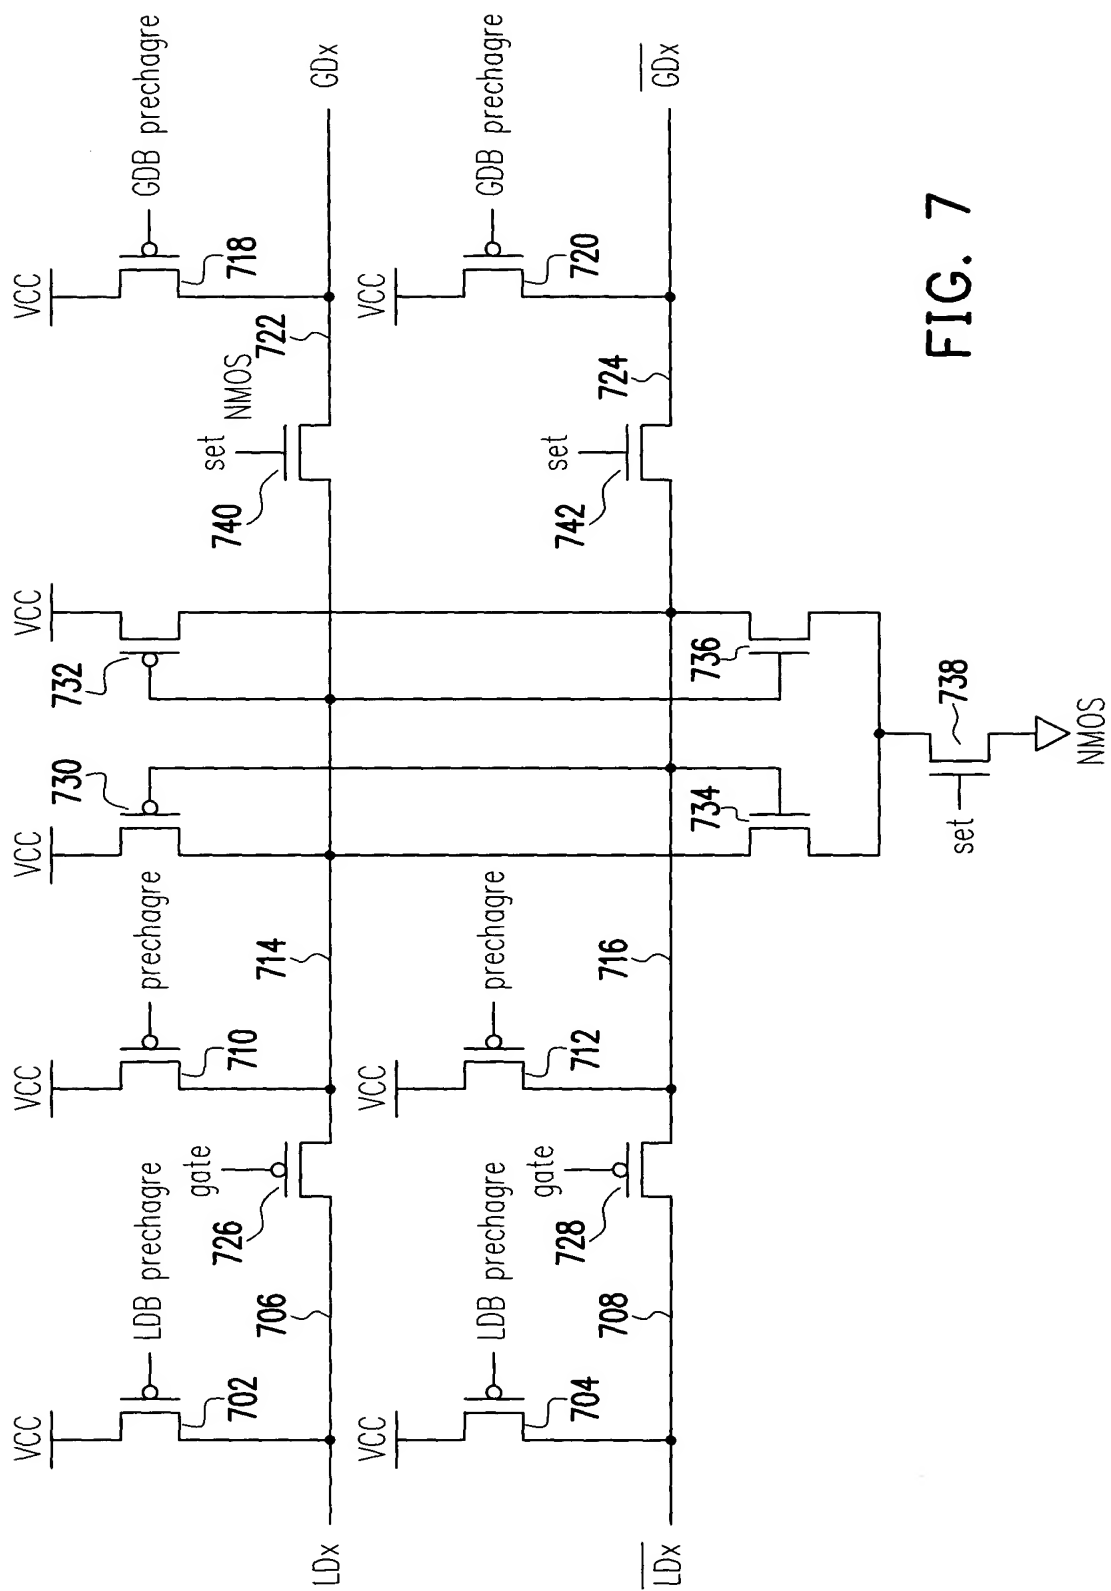 VCC
VCC
VCC
VCC
VCC
LDB prechagre
prechagre
GDB prechagre
702
710
730
732
718
gate
set
NMOS
726
740
LDx
706
714
722
GDx
VCC
VCC
VCC
LDB prechagre
prechagre
GDB prechagre
704
712
720
gate
set
728
742
L̅D̅x̅
708
716
724
G̅D̅x̅
734
736
set
738
NMOS
FIG. 7